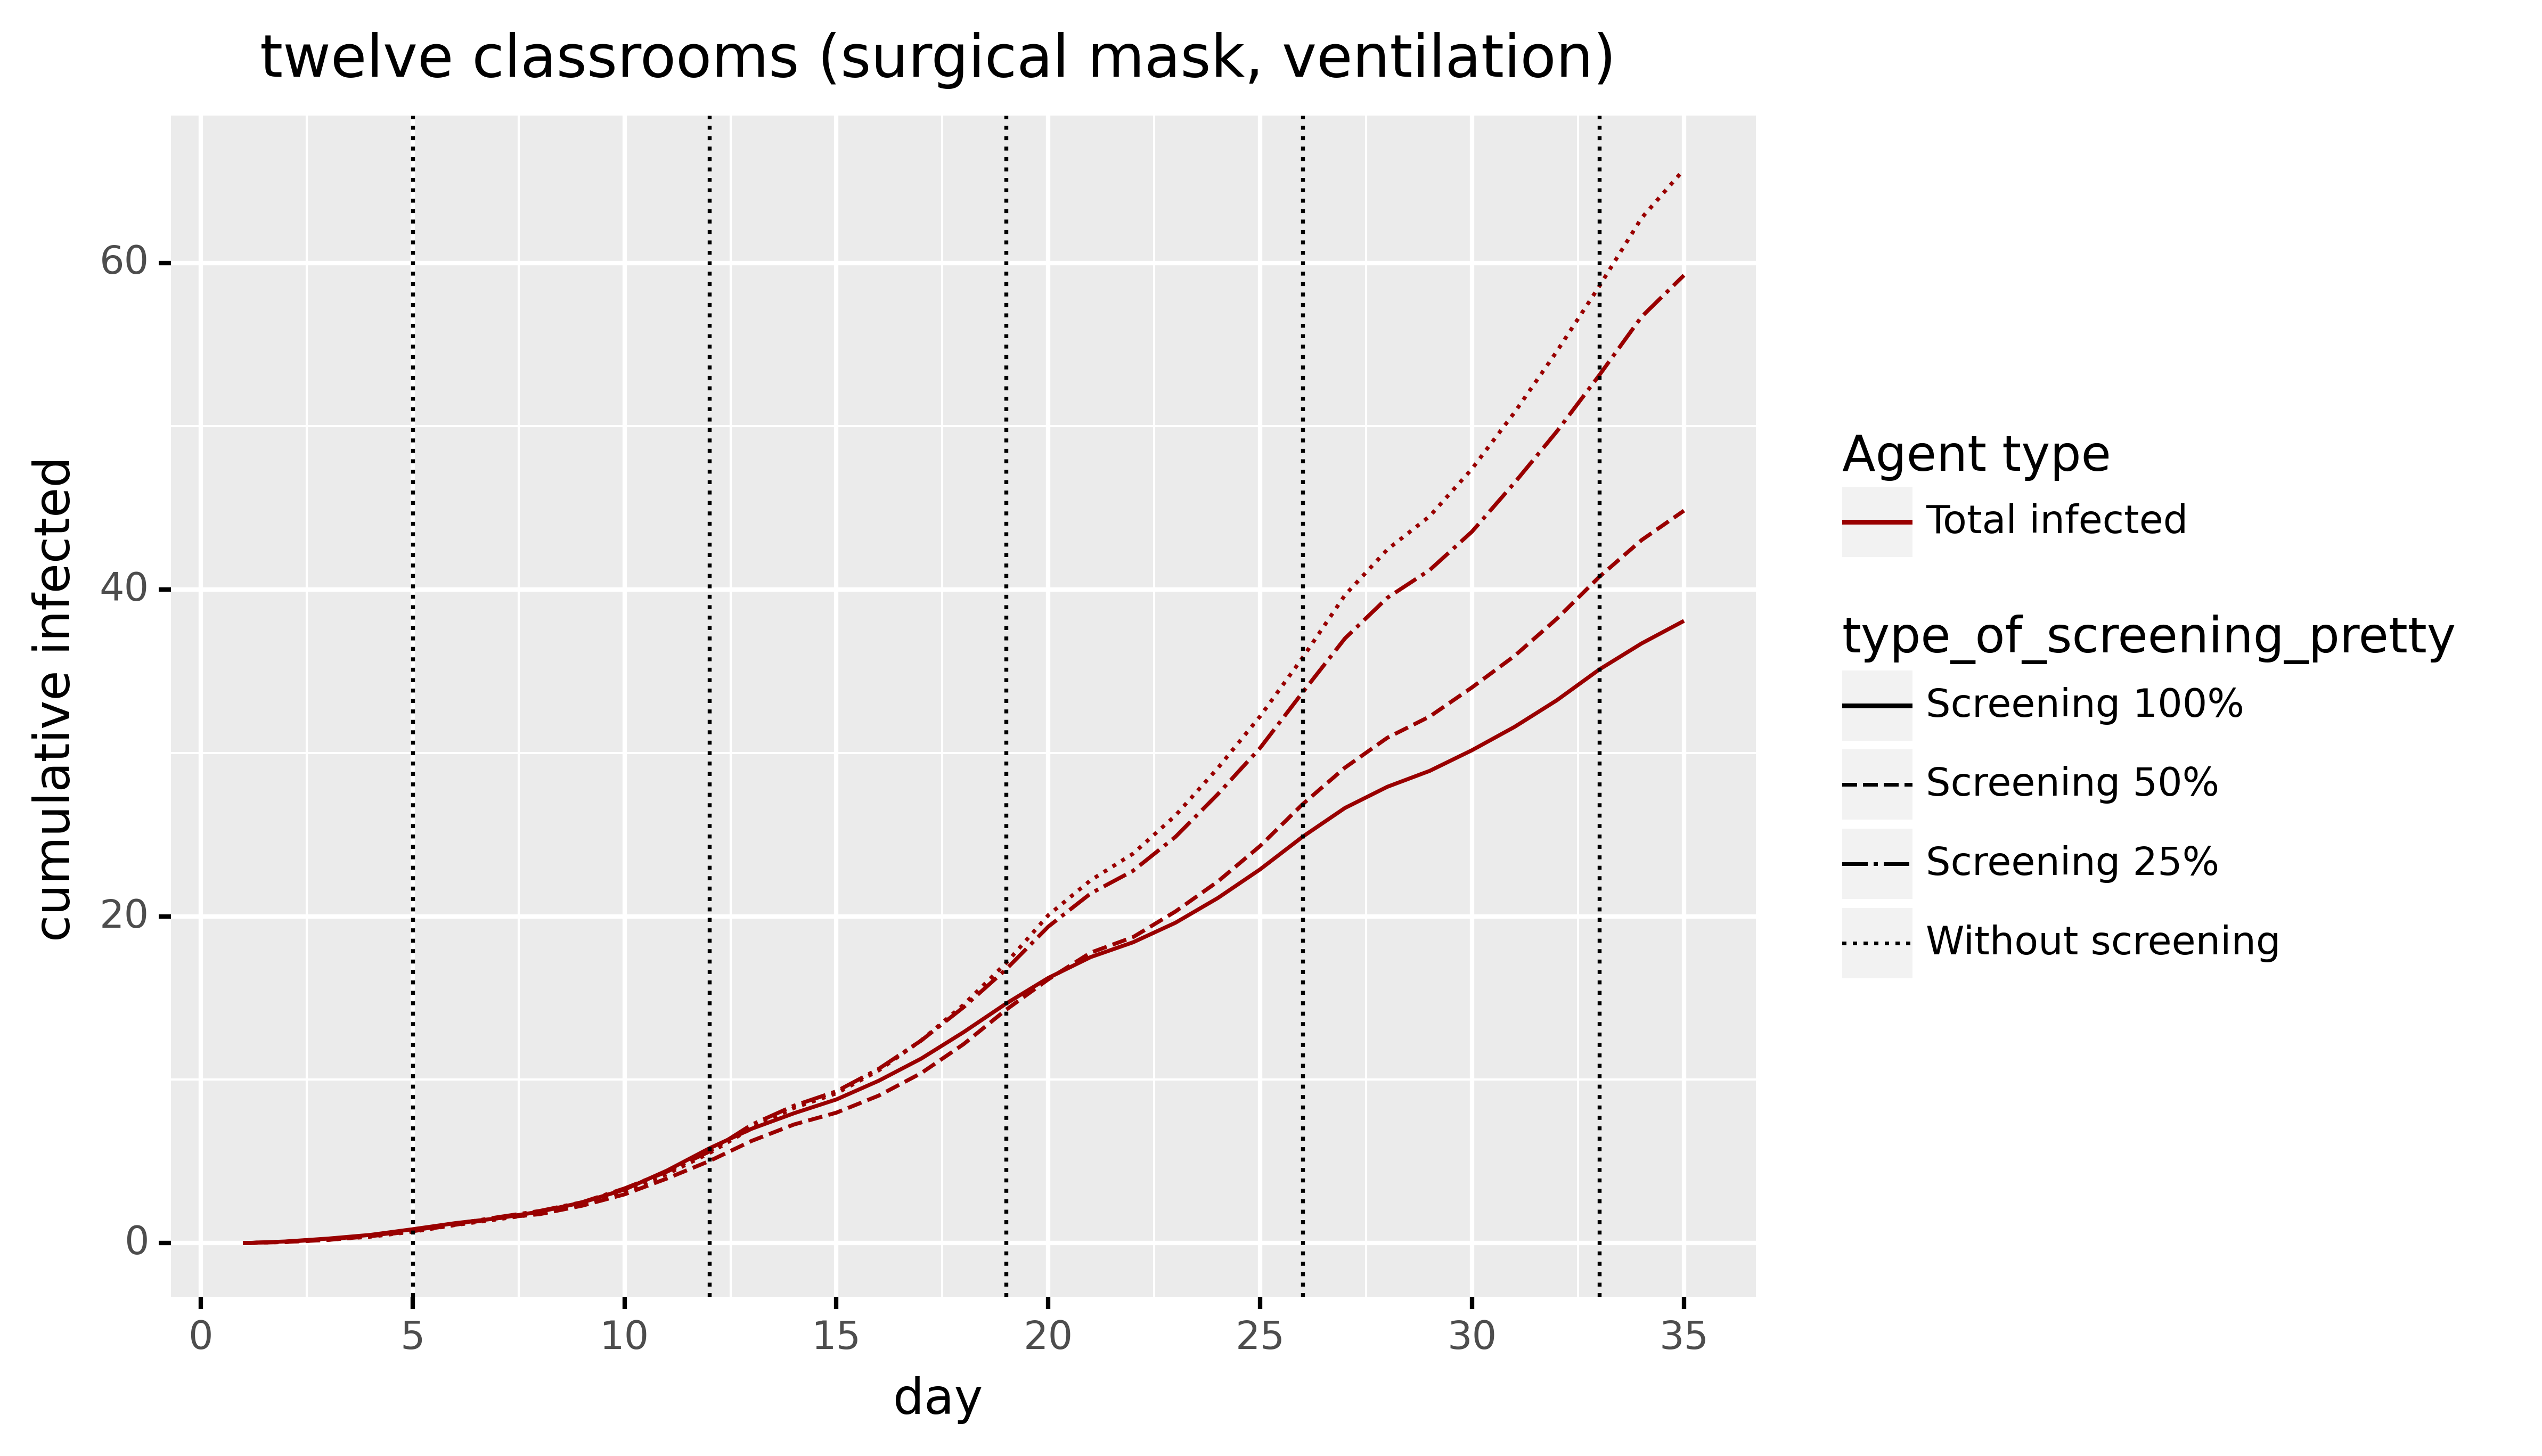 twelve classrooms (surgical mask, ventilation)
cumulative infected
60
40
20
0
0 5 10 15 20 25 30 35
day
Agent type
Total infected
type_of_screening_pretty
Screening 100%
Screening 50%
Screening 25%
Without screening